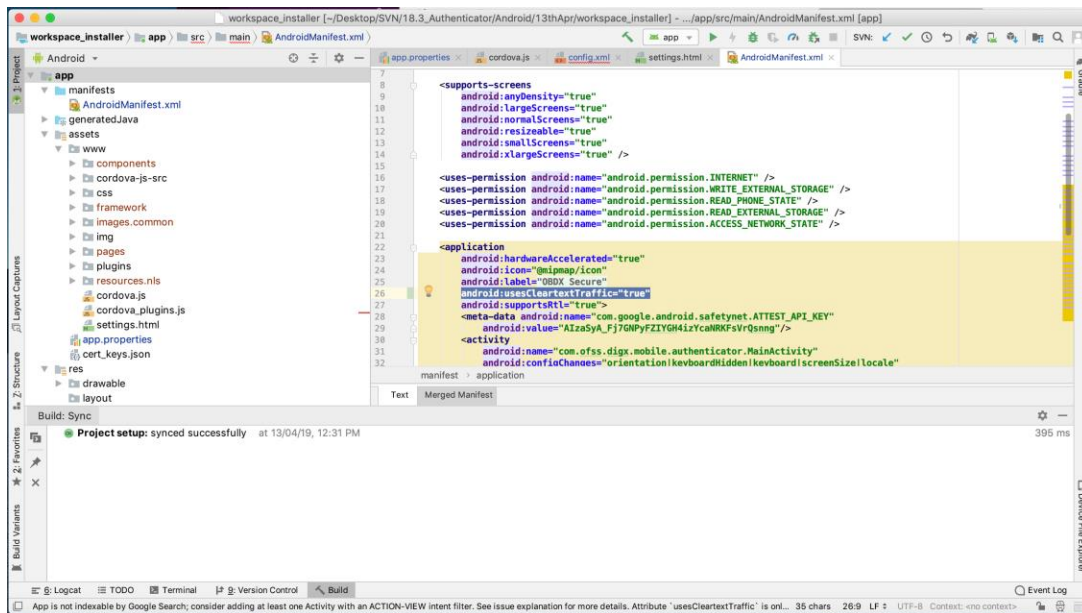 workspace_installer [~/Desktop/SVN/18.3_Authenticator/Android/13thApr/workspace_installer] - .../app/src/main/AndroidManifest.xml [app]
workspace_installer app src main AndroidManifest.xml
app
SVN:
1: Project
Android
app.properties
cordova.js
config.xml
settings.html
AndroidManifest.xml
app
manifests
AndroidManifest.xml
generatedJava
assets
www
components
cordova-js-src
css
framework
images.common
img
pages
plugins
resources.nls
cordova.js
cordova_plugins.js
settings.html
app.properties
cert_keys.json
res
drawable
layout
7
8 <supports-screens
9 android:anyDensity="true"
10 android:largeScreens="true"
11 android:normalScreens="true"
12 android:resizeable="true"
13 android:smallScreens="true"
14 android:xlargeScreens="true" />
15
16 <uses-permission android:name="android.permission.INTERNET" />
17 <uses-permission android:name="android.permission.WRITE_EXTERNAL_STORAGE" />
18 <uses-permission android:name="android.permission.READ_PHONE_STATE" />
19 <uses-permission android:name="android.permission.READ_EXTERNAL_STORAGE" />
20 <uses-permission android:name="android.permission.ACCESS_NETWORK_STATE" />
21
22 <application
23 android:hardwareAccelerated="true"
24 android:icon="@mipmap/icon"
25 android:label="OBDX Secure"
26 android:usesCleartextTraffic="true"
27 android:supportsRtl="true">
28 <meta-data android:name="com.google.android.safetynet.ATTEST_API_KEY"
29 android:value="AIzaSyA_Fj7GNPyFZIYGH4izYcaNRKFsVrQsnng"/>
30 <activity
31 android:name="com.ofss.digx.mobile.authenticator.MainActivity"
32 android:configChanges="orientation|keyboardHidden|keyboard|screenSize|locale"
manifest application
Text Merged Manifest
Layout Captures
Z: Structure
2: Favorites
Build Variants
Gradle
Device File Explorer
Build: Sync
Project setup: synced successfully at 13/04/19, 12:31 PM
395 ms
6: Logcat TODO Terminal 9: Version Control Build
Event Log
App is not indexable by Google Search; consider adding at least one Activity with an ACTION-VIEW intent filter. See issue explanation for more details. Attribute `usesCleartextTraffic` is onl... 35 chars 26:9 LF UTF-8 Context: <no context>